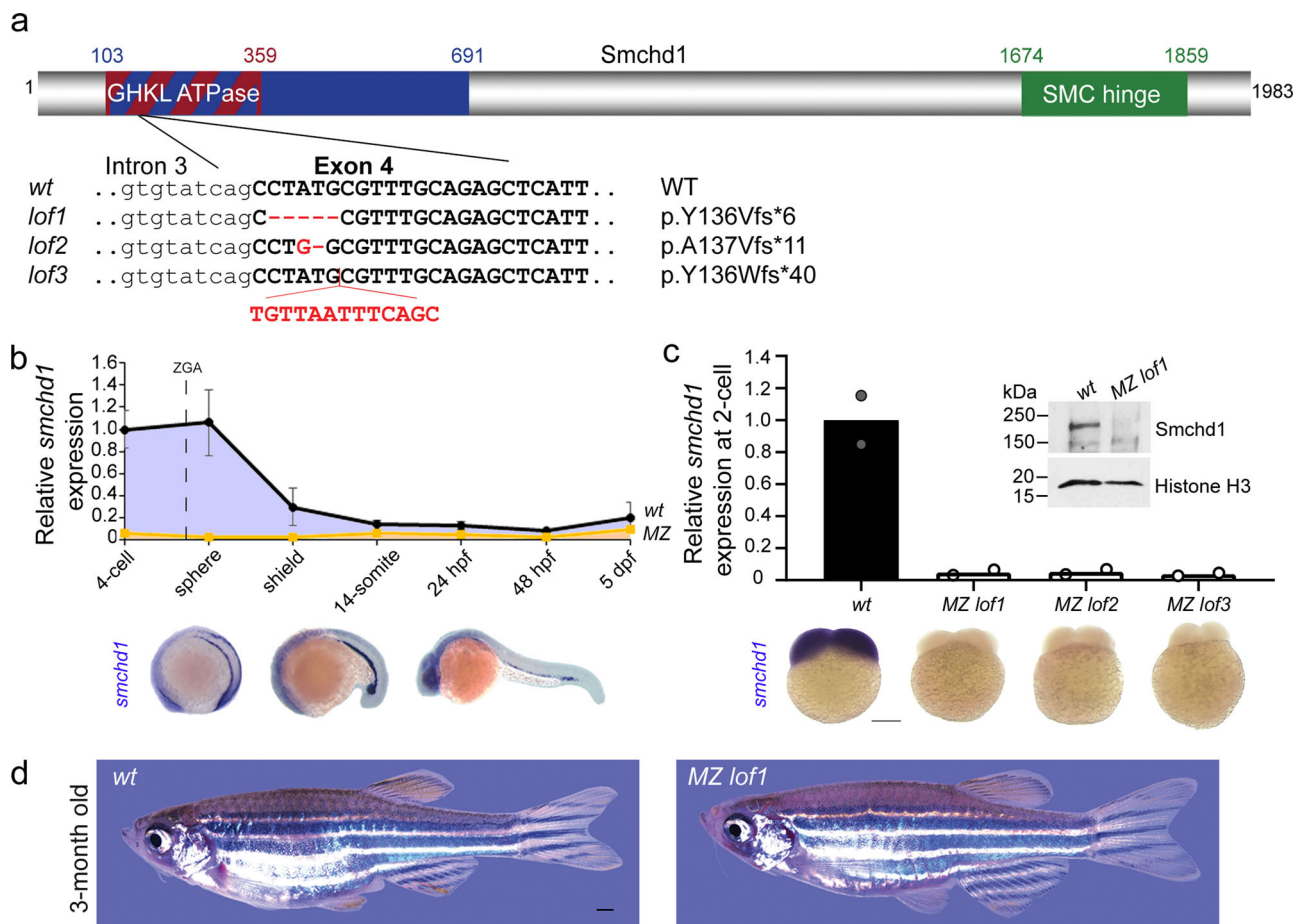 a
103 359 691 Smchd1 1674 1859
1 GHKL ATPase SMC hinge 1983
Intron 3 Exon 4
wt ..gtgtatcagCCTATGCGTTTGCAGAGCTCATT.. WT
lof1 ..gtgtatcagC-----CGTTTGCAGAGCTCATT.. p.Y136Vfs*6
lof2 ..gtgtatcagCCTG-GCGTTTGCAGAGCTCATT.. p.A137Vfs*11
lof3 ..gtgtatcagCCTATGCGTTTGCAGAGCTCATT.. p.Y136Wfs*40
TGTTAATTTCAGC
b
Relative smchd1
expression
1.6
1.4
1.2
1.0
0.8
0.6
0.4
0.2
0
ZGA
wt
MZ
4-cell
sphere
shield
14-somite
24 hpf
48 hpf
5 dpf
smchd1
c
Relative smchd1
expression at 2-cell
1.4
1.2
1.0
0.8
0.6
0.4
0.2
0
kDa wt MZ lof1
250
150
Smchd1
20
15
Histone H3
wt MZ lof1 MZ lof2 MZ lof3
smchd1
d
3-month old
wt
MZ lof1